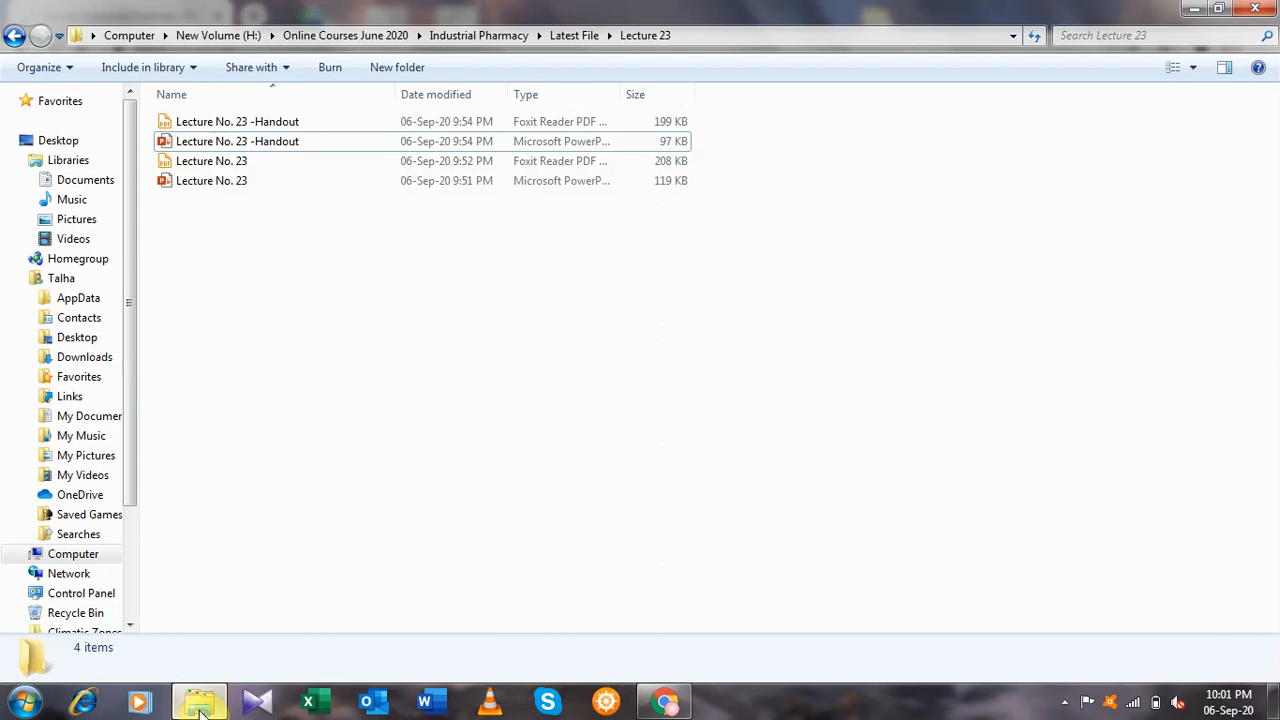 Computer New Volume (H:) Online Courses June 2020 Industrial Pharmacy Latest File Lecture 23 Search Lecture 23
Organize Include in library Share with Burn New folder
Name Date modified Type Size
Lecture No. 23 -Handout 06-Sep-20 9:54 PM Foxit Reader PDF ... 199 KB
Lecture No. 23 -Handout 06-Sep-20 9:54 PM Microsoft PowerP... 97 KB
Lecture No. 23 06-Sep-20 9:52 PM Foxit Reader PDF ... 208 KB
Lecture No. 23 06-Sep-20 9:51 PM Microsoft PowerP... 119 KB
Favorites
Desktop
Libraries
Documents
Music
Pictures
Videos
Homegroup
Talha
AppData
Contacts
Desktop
Downloads
Favorites
Links
My Documer
My Music
My Pictures
My Videos
OneDrive
Saved Games
Searches
Computer
Network
Control Panel
Recycle Bin
Climatic Zones
4 items
10:01 PM
06-Sep-20